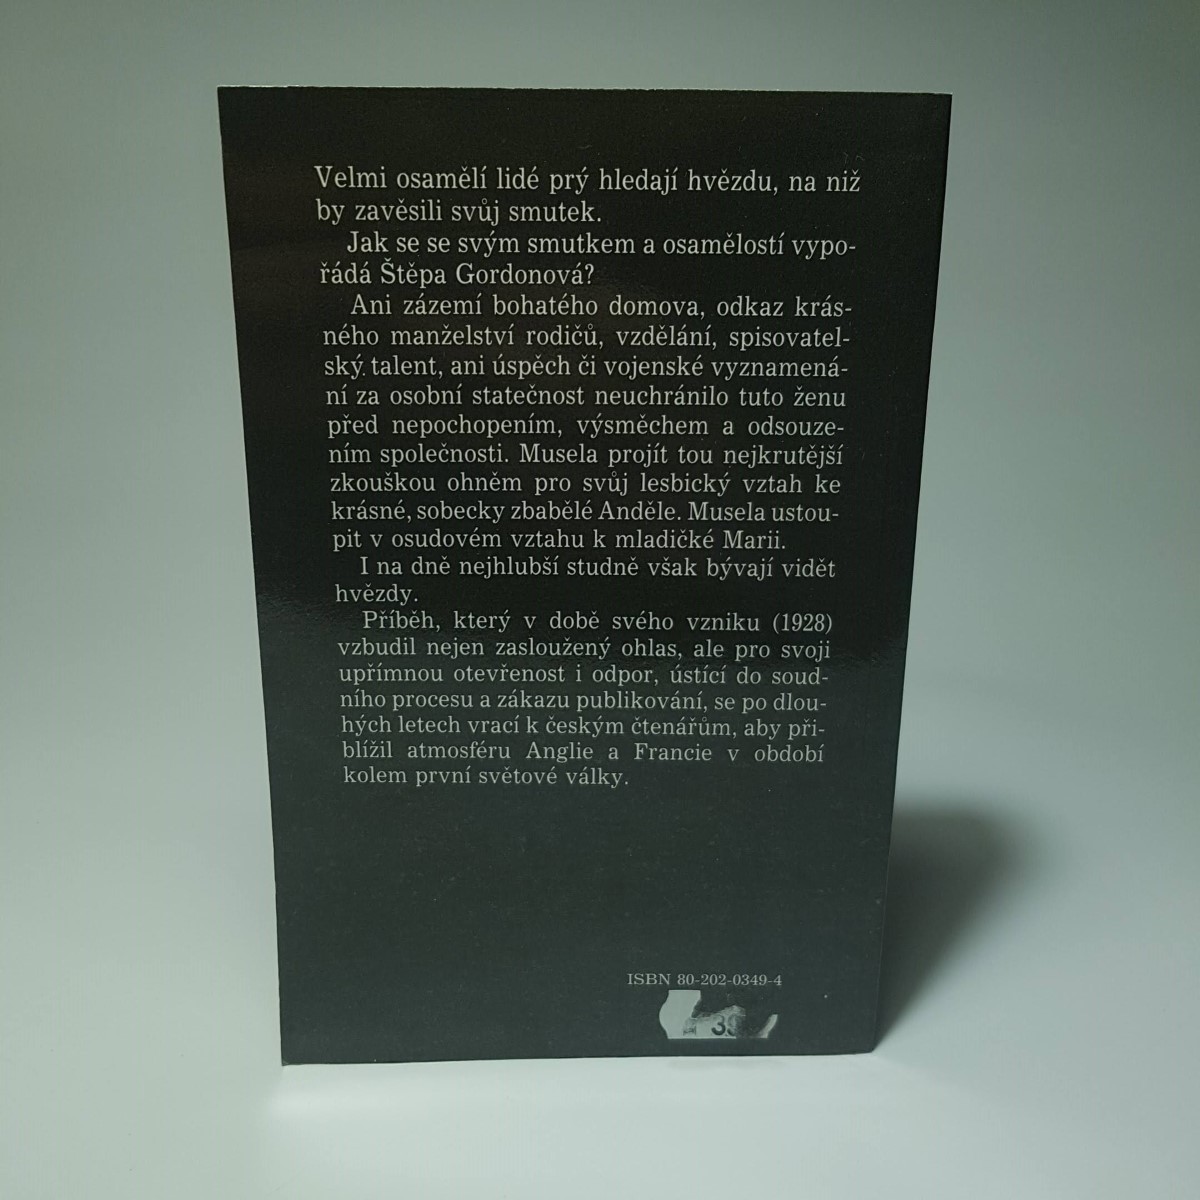 Velmi osamělí lidé prý hledají hvězdu, na niž
by zavěsili svůj smutek.
Jak se se svým smutkem a osamělostí vypo-
řádá Štěpa Gordonová?
Ani zázemí bohatého domova, odkaz krás-
ného manželství rodičů, vzdělání, spisovatel-
ský talent, ani úspěch či vojenské vyznamená-
ní za osobní statečnost neuchránilo tuto ženu
před nepochopením, výsměchem a odsouze-
ním společnosti. Musela projít tou nejkrutější
zkouškou ohněm pro svůj lesbický vztah ke
krásné, sobecky zbabělé Anděle. Musela ustou-
pit v osudovém vztahu k mladičké Marii.
I na dně nejhlubší studně však bývají vidět
hvězdy.
Příběh, který v době svého vzniku (1928)
vzbudil nejen zasloužený ohlas, ale pro svoji
upřímnou otevřenost i odpor, ústící do soud-
ního procesu a zákazu publikování, se po dlou-
hých letech vrací k českým čtenářům, aby při-
blížil atmosféru Anglie a Francie v období
kolem první světové války.
ISBN 80-202-0349-4